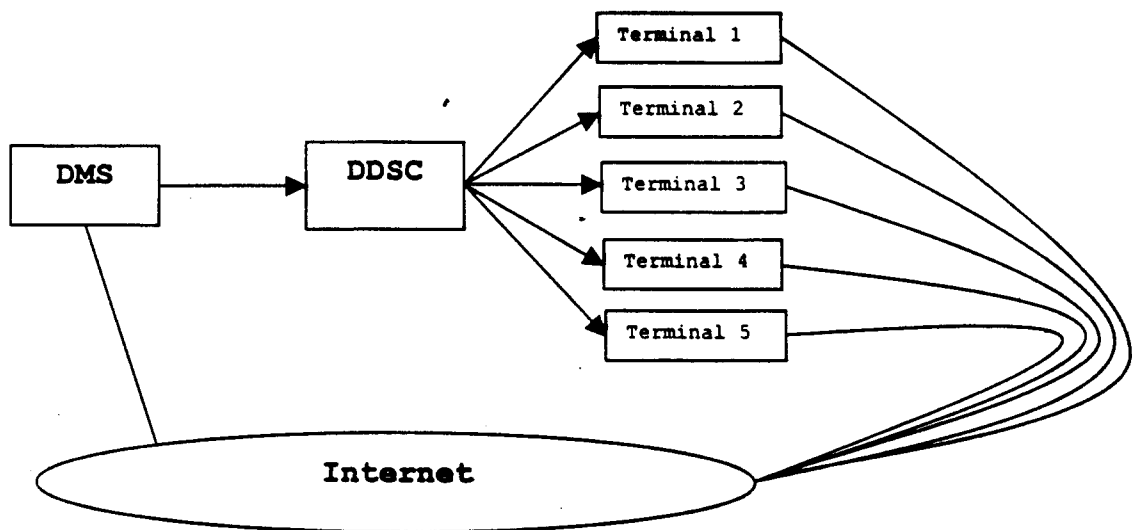 Terminal 1
Terminal 2
DMS
DDSC
Terminal 3
Terminal 4
Terminal 5
Internet